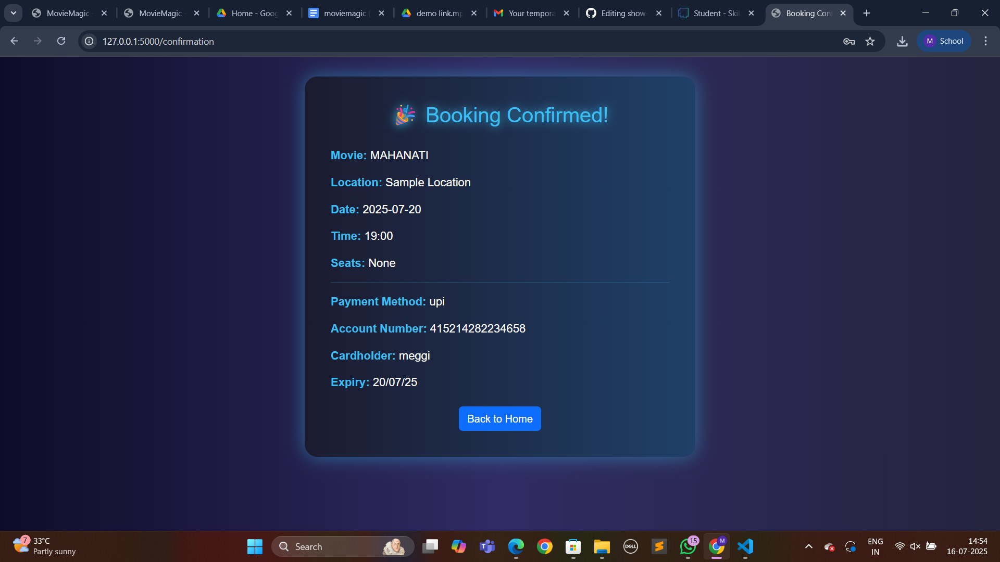 MovieMagic
MovieMagic
Home - Goog
moviemagic (
demo link.mp
Your tempora
Editing show-
Student - Skil
Booking Con
127.0.0.1:5000/confirmation
M School
🎉 Booking Confirmed!
Movie: MAHANATI
Location: Sample Location
Date: 2025-07-20
Time: 19:00
Seats: None
Payment Method: upi
Account Number: 415214282234658
Cardholder: meggi
Expiry: 20/07/25
Back to Home
7
33°C
Partly sunny
Search
T
DELL
15
M
ENG
IN
14:54
16-07-2025